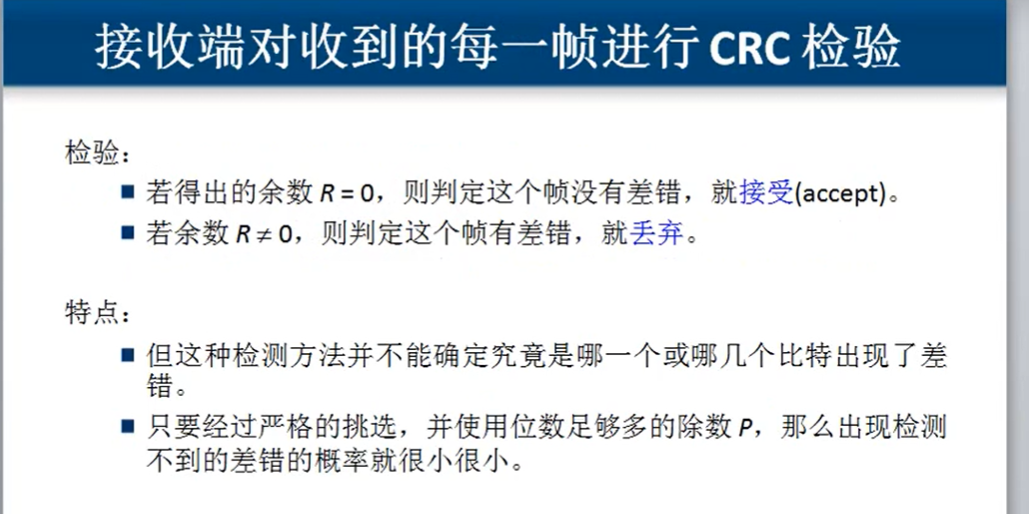 接收端对收到的每一帧进行 CRC 检验
检验：
■ 若得出的余数 R = 0，则判定这个帧没有差错，就接受(accept)。
■ 若余数 R ≠ 0，则判定这个帧有差错，就丢弃。
特点：
■ 但这种检测方法并不能确定究竟是哪一个或哪几个比特出现了差
错。
■ 只要经过严格的挑选，并使用位数足够多的除数 P，那么出现检测
不到的差错的概率就很小很小。